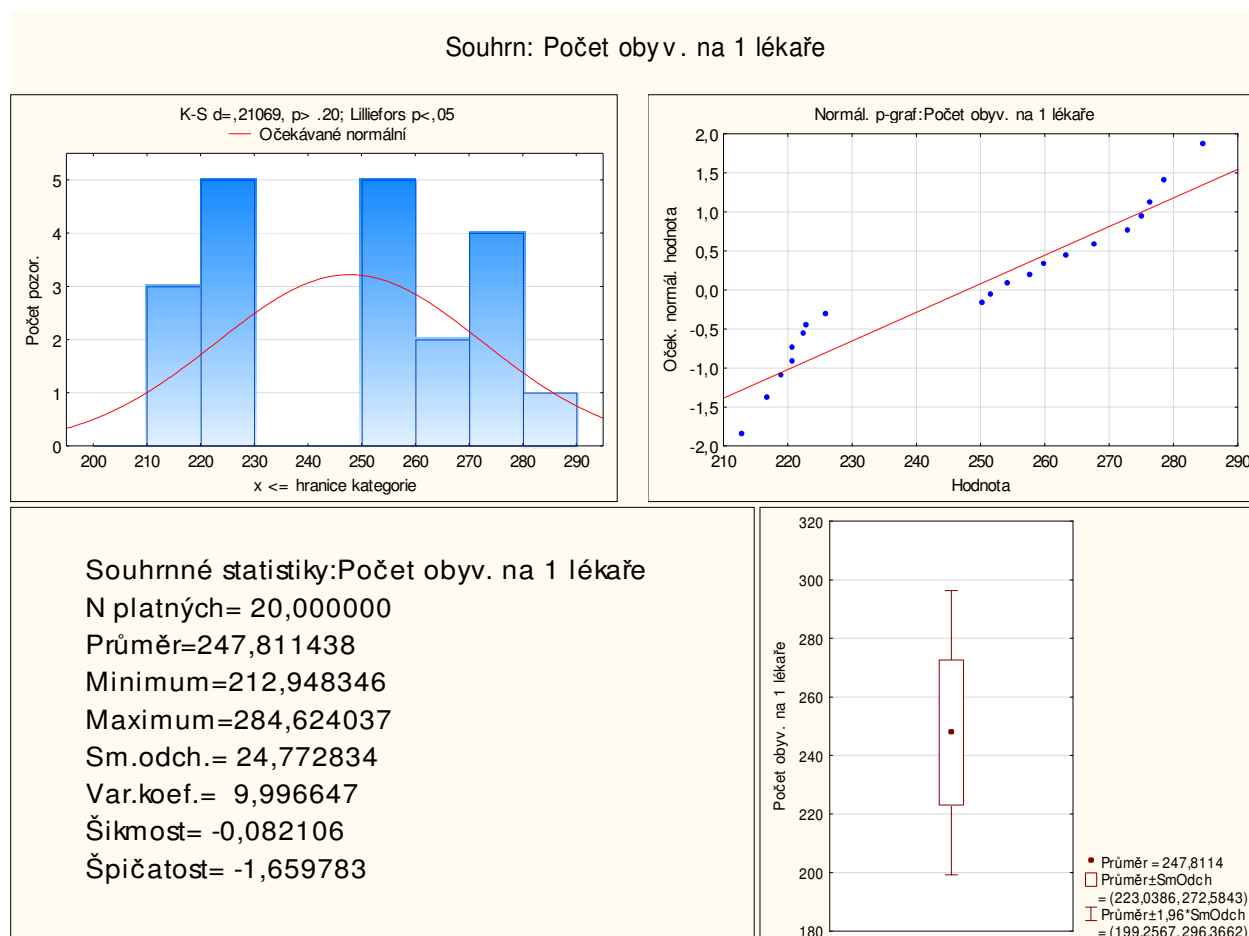 Souhrn: Počet obyv. na 1 lékaře
K-S d=,21069, p> .20; Lilliefors p<,05
Očekávané normální
Počet pozor.
5
4
3
2
1
0
200 210 220 230 240 250 260 270 280 290
x <= hranice kategorie
Normál. p-graf:Počet obyv. na 1 lékaře
Oček. normál. hodnota
2,0
1,5
1,0
0,5
0,0
-0,5
-1,0
-1,5
-2,0
210 220 230 240 250 260 270 280 290
Hodnota
Souhrnné statistiky:Počet obyv. na 1 lékaře
N platných= 20,000000
Průměr=247,811438
Minimum=212,948346
Maximum=284,624037
Sm.odch.= 24,772834
Var.koef.= 9,996647
Šikmost= -0,082106
Špičatost= -1,659783
Počet obyv. na 1 lékaře
320
300
280
260
240
220
200
180
Průměr = 247,8114
Průměr±SmOdch
= (223,0386, 272,5843)
Průměr±1,96*SmOdch
= (199,2567, 296,3662)